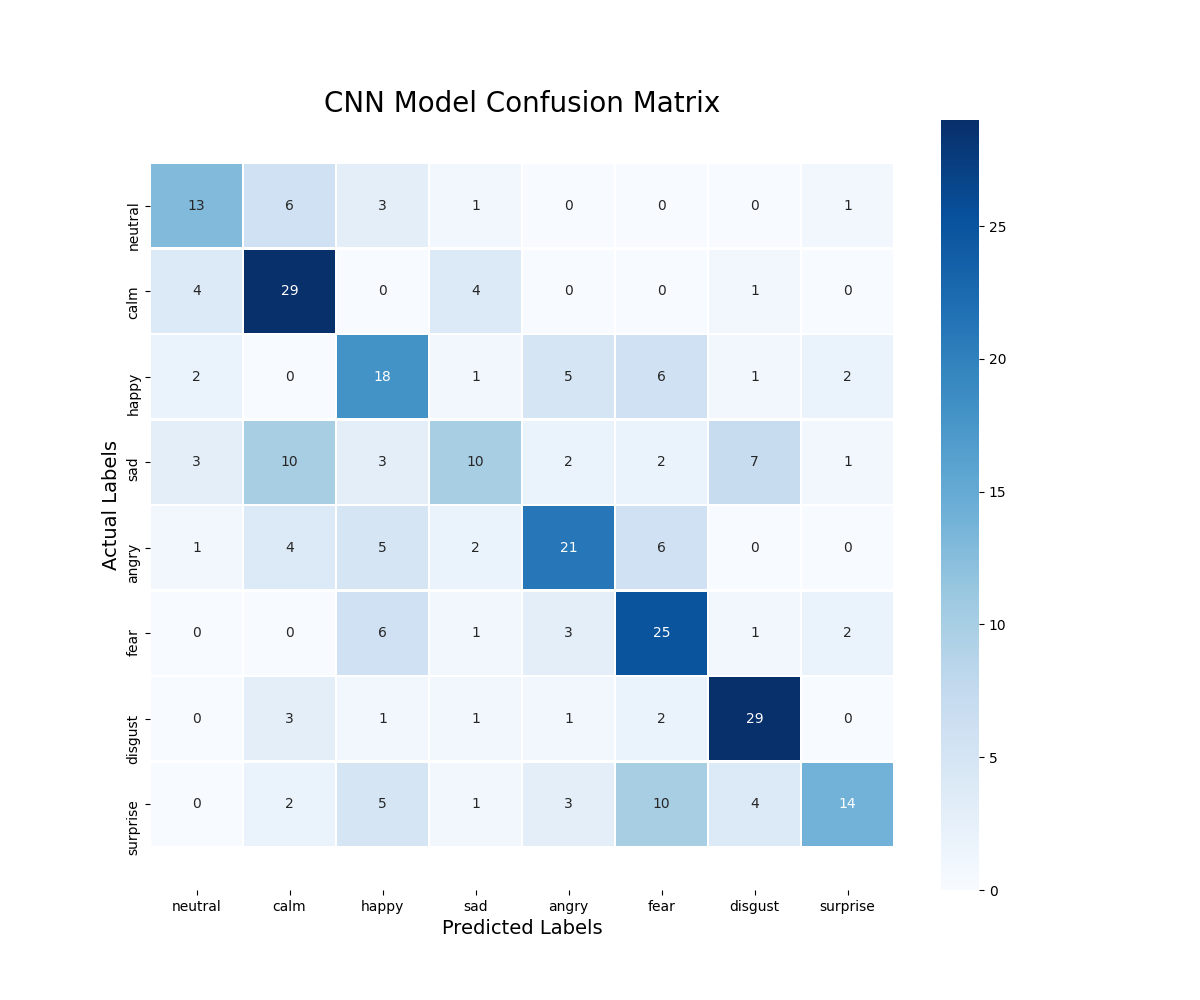 CNN Model Confusion Matrix
neutral 13 6 3 1 0 0 0 1
calm 4 29 0 4 0 0 1 0
happy 2 0 18 1 5 6 1 2
sad 3 10 3 10 2 2 7 1
angry 1 4 5 2 21 6 0 0
fear 0 0 6 1 3 25 1 2
disgust 0 3 1 1 1 2 29 0
surprise 0 2 5 1 3 10 4 14
Actual Labels
neutral calm happy sad angry fear disgust surprise
Predicted Labels
25
20
15
10
5
0